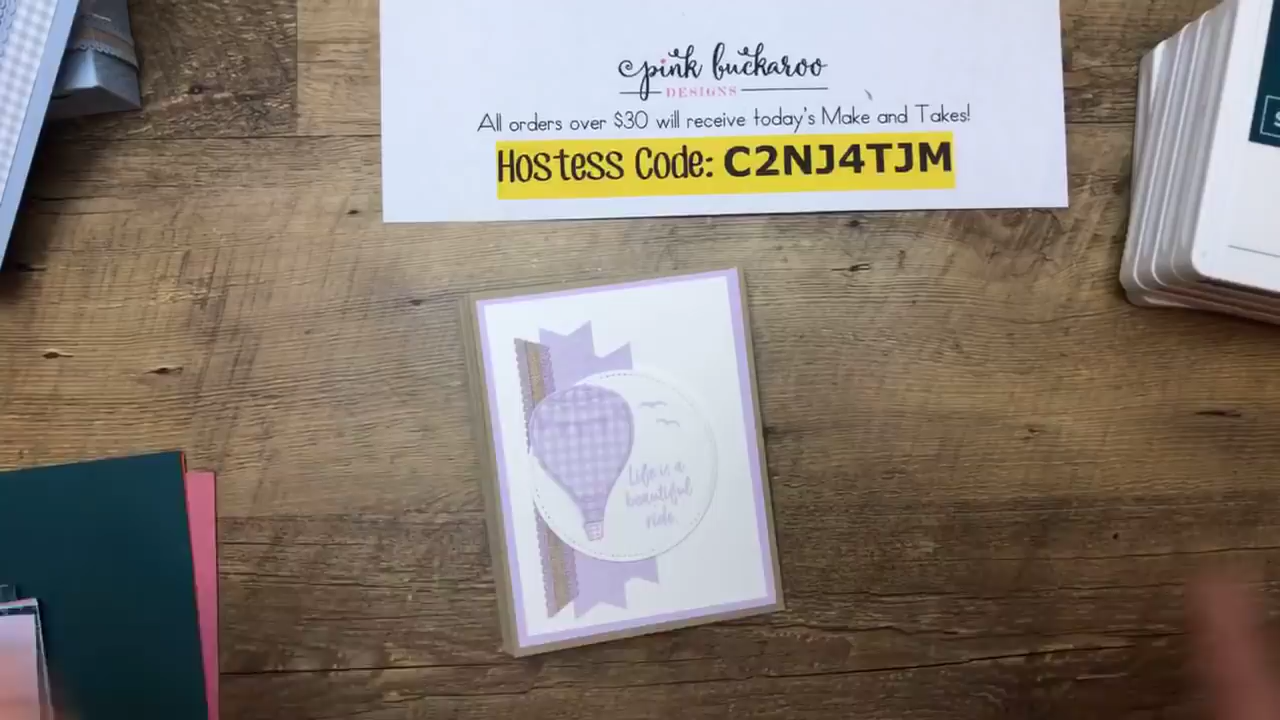 pink buckaroo
DESIGNS
All orders over $30 will receive today's Make and Takes!
Hostess Code: C2NJ4TJM
Life is a
beautiful
ride.